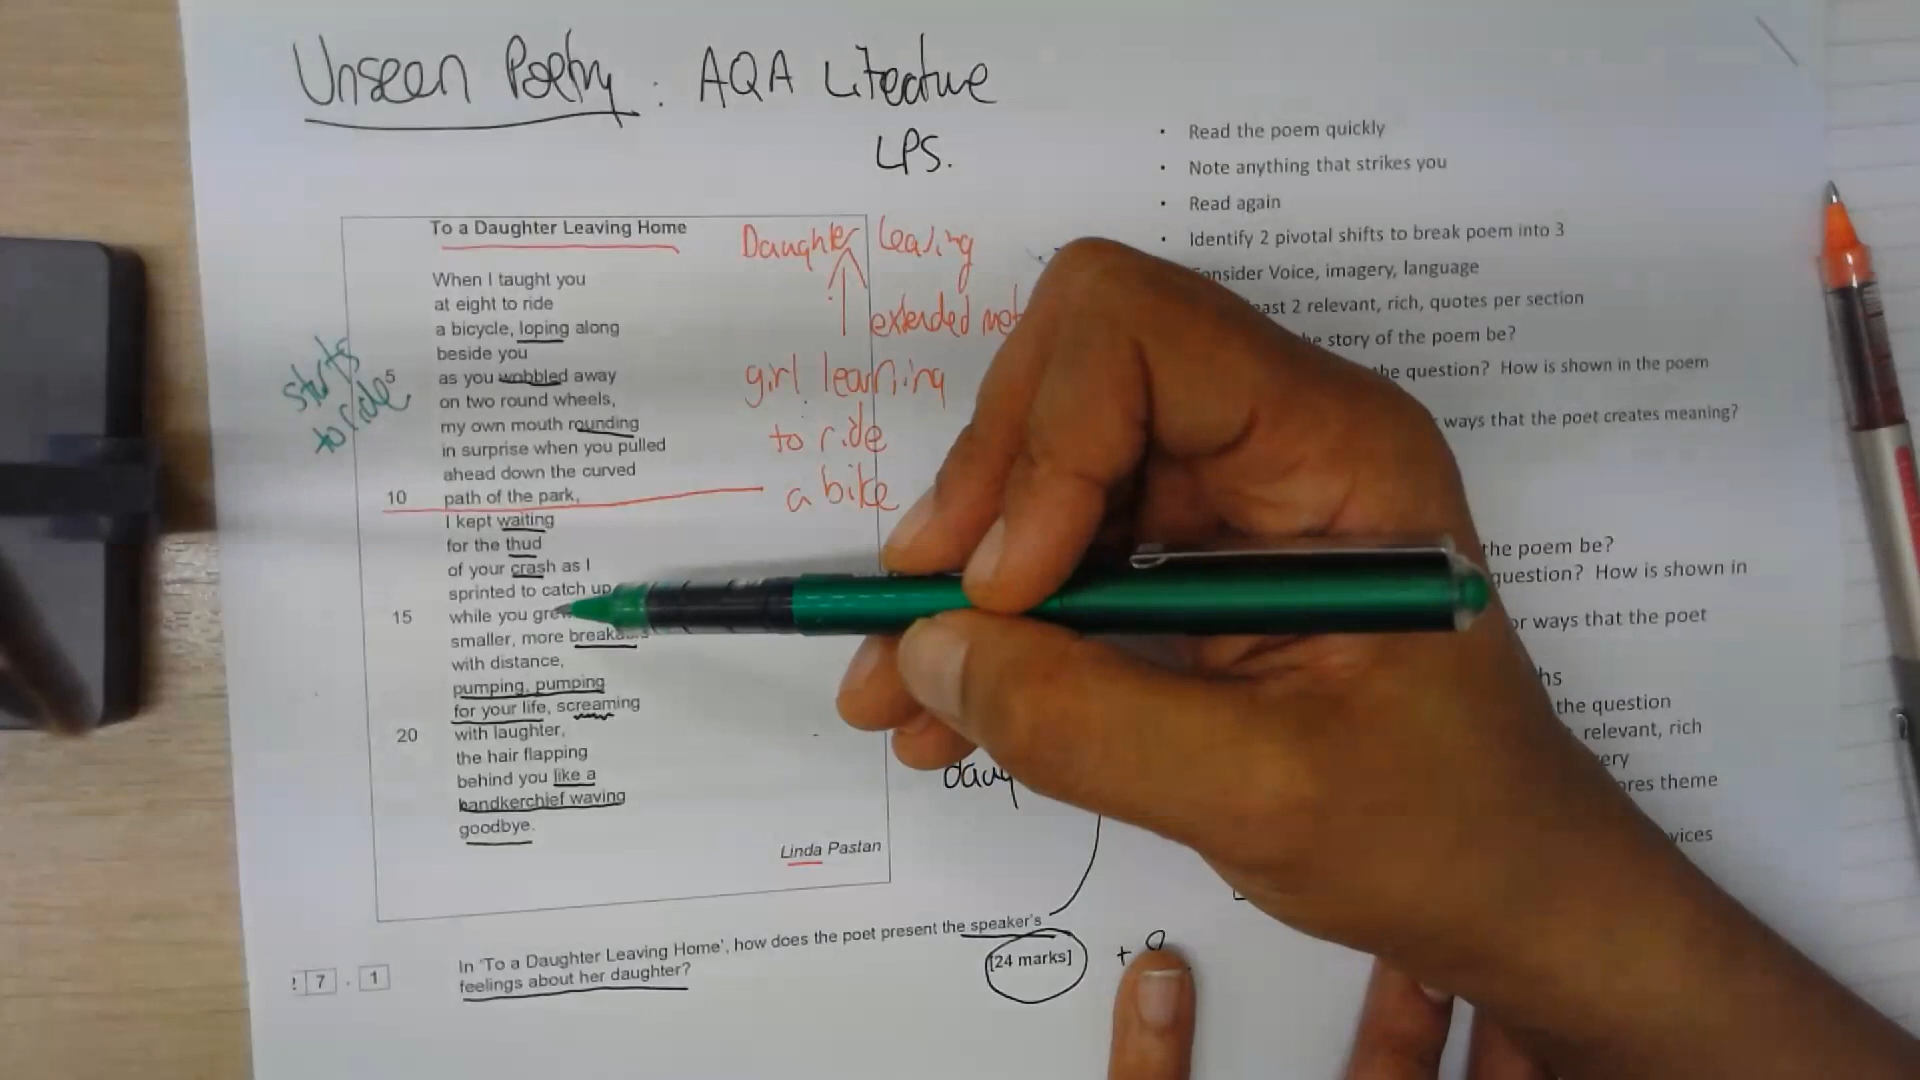 Unseen Poetry : AQA Literature
LPS.
To a Daughter Leaving Home
When I taught you
at eight to ride
a bicycle, loping along
beside you
5 as you wobbled away
on two round wheels,
my own mouth rounding
in surprise when you pulled
ahead down the curved
10 path of the park,
I kept waiting
for the thud
of your crash as I
sprinted to catch up,
15 while you
smaller, more
with distance,
pumping, pumping
for your life, screaming
20 with laughter,
the hair flapping
behind you like a
handkerchief waving
goodbye.
Linda Pastan
starts
to ride
Daughter leaving
extended
girl learning
to ride
a bike
• Read the poem quickly
• Note anything that strikes you
• Read again
• Identify 2 pivotal shifts to break poem into 3
Voice, imagery, language
2 relevant, rich, quotes per section
story of the poem be?
the question? How is shown in the poem
ways that the poet creates meaning?
the poem be?
question? How is shown in
or ways that the poet
the question
relevant, rich
theme
! 7 . 1
In 'To a Daughter Leaving Home', how does the poet present the speaker's
feelings about her daughter?
[24 marks]
+